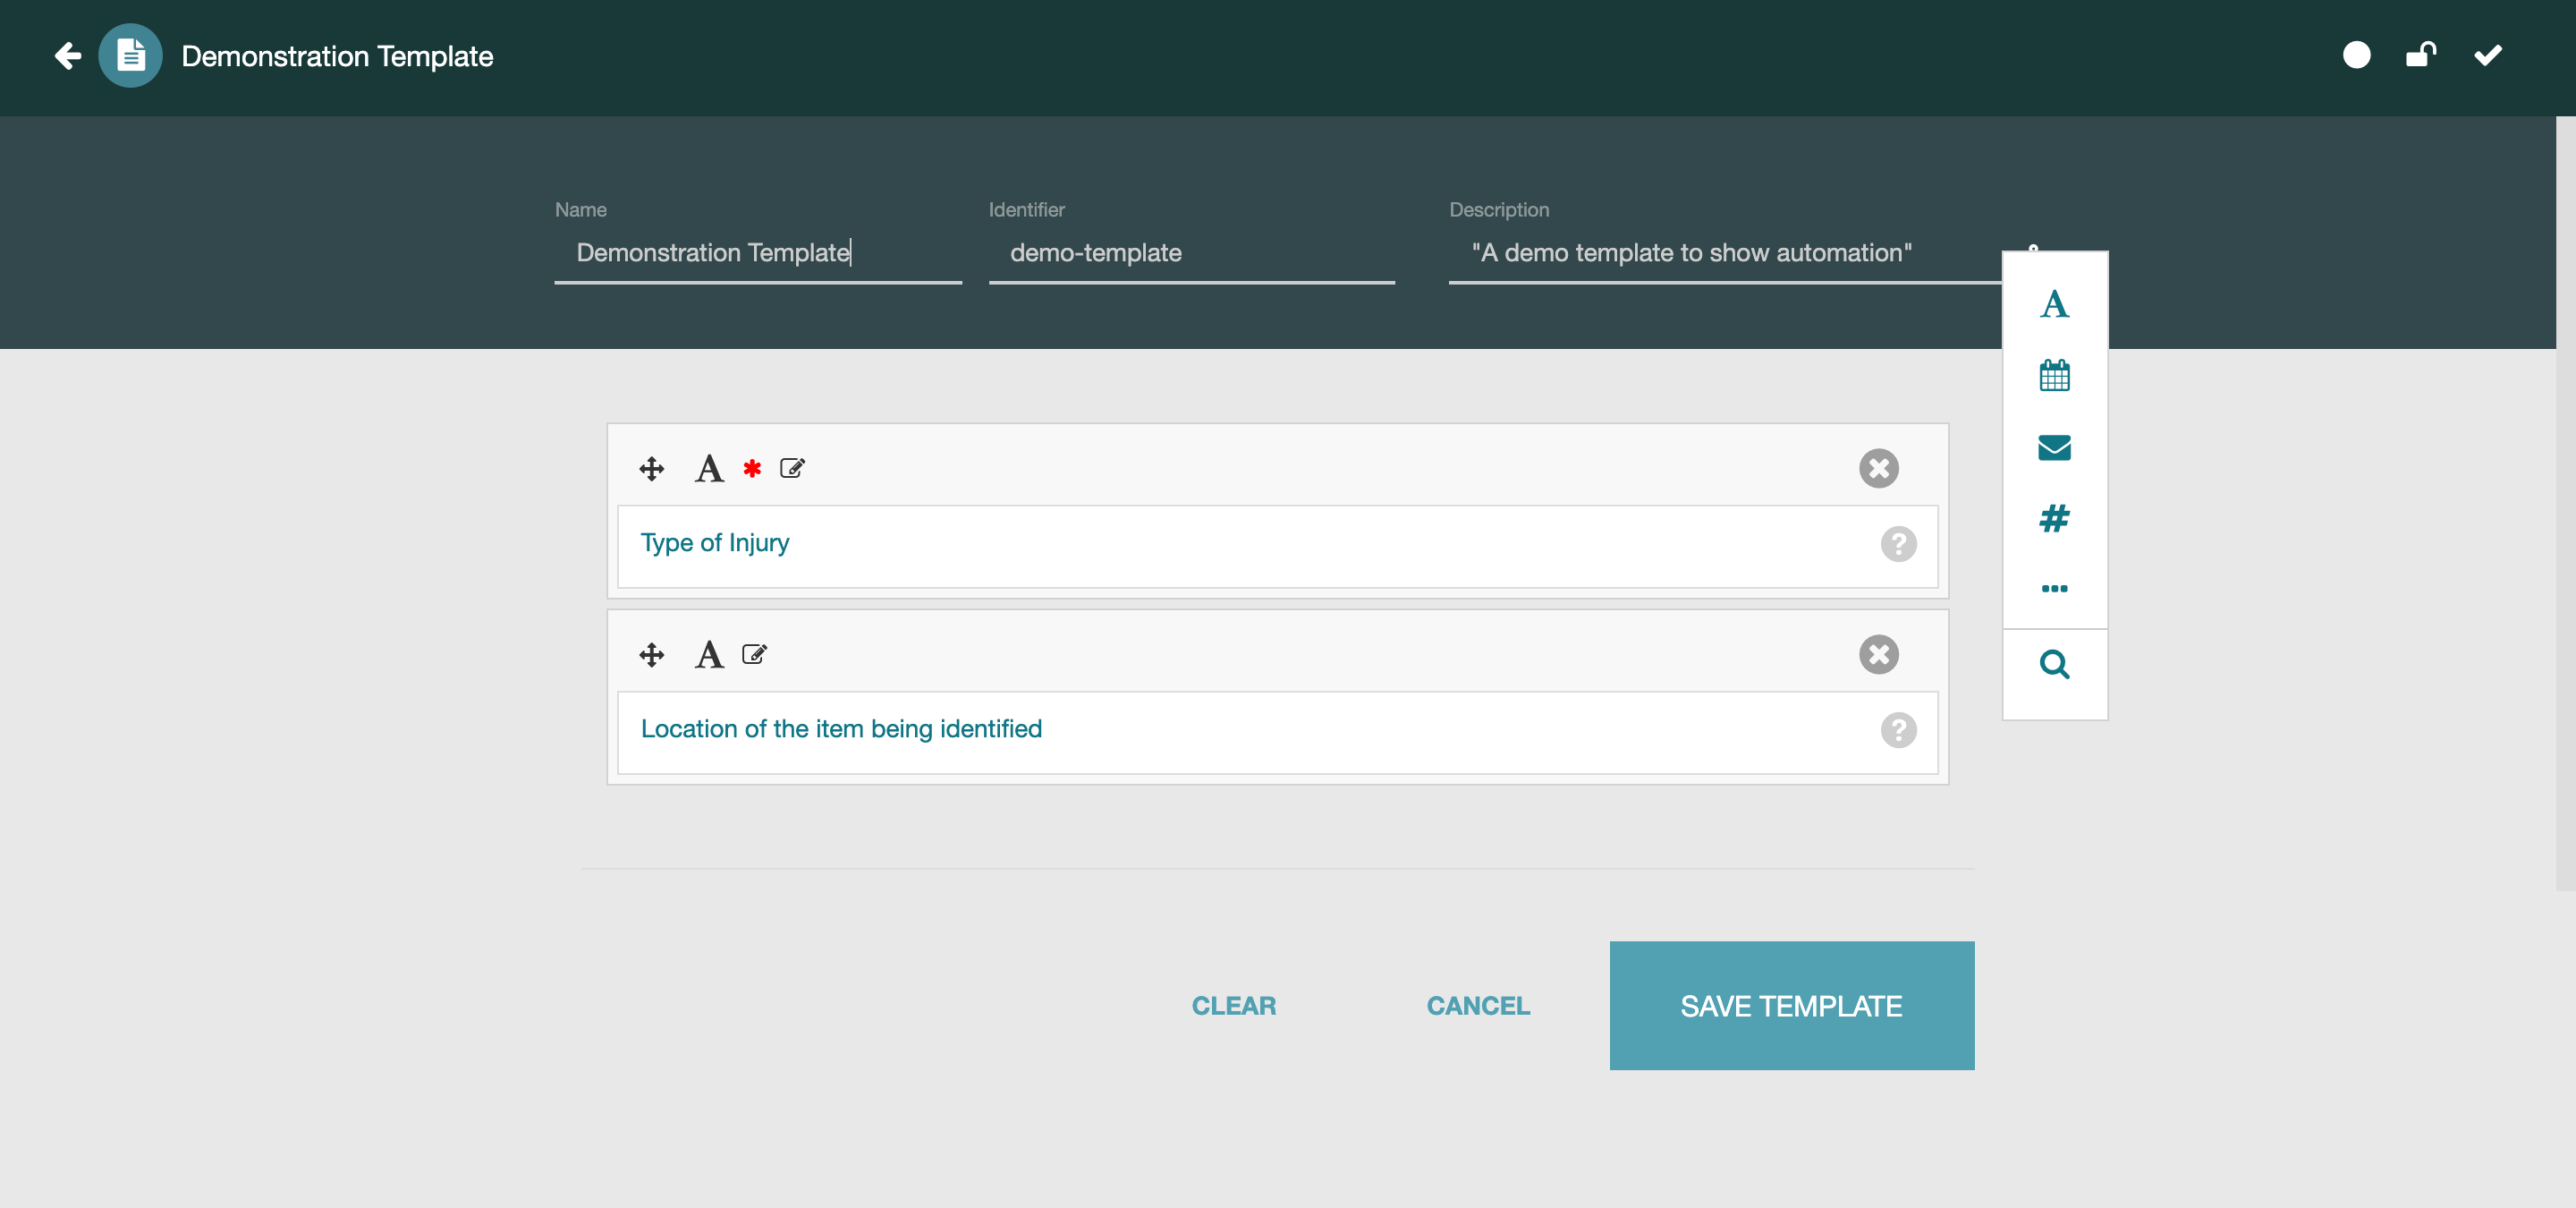 Demonstration Template
Name
Identifier
Description
Demonstration Template
demo-template
"A demo template to show automation"
Type of Injury
Location of the item being identified
CLEAR
CANCEL
SAVE TEMPLATE